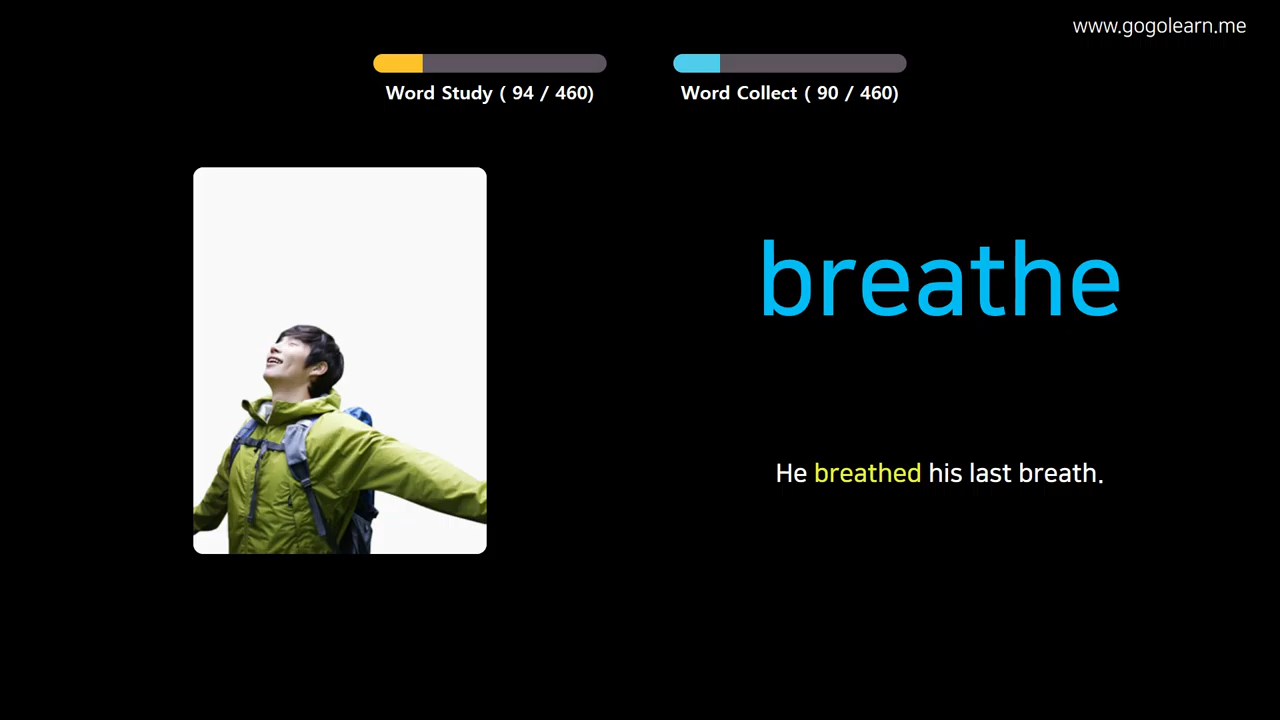 www.gogolearn.me
Word Study ( 94 / 460)
Word Collect ( 90 / 460)
breathe
He breathed his last breath.